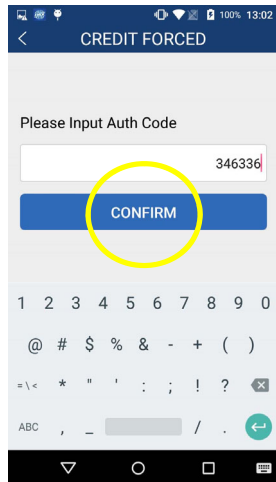 100% 13:02
CREDIT FORCED
Please Input Auth Code
346336
CONFIRM
1 2 3 4 5 6 7 8 9 0
@ # $ % & - + ( )
= \ < * " ' : ; ! ?
ABC , _ / .